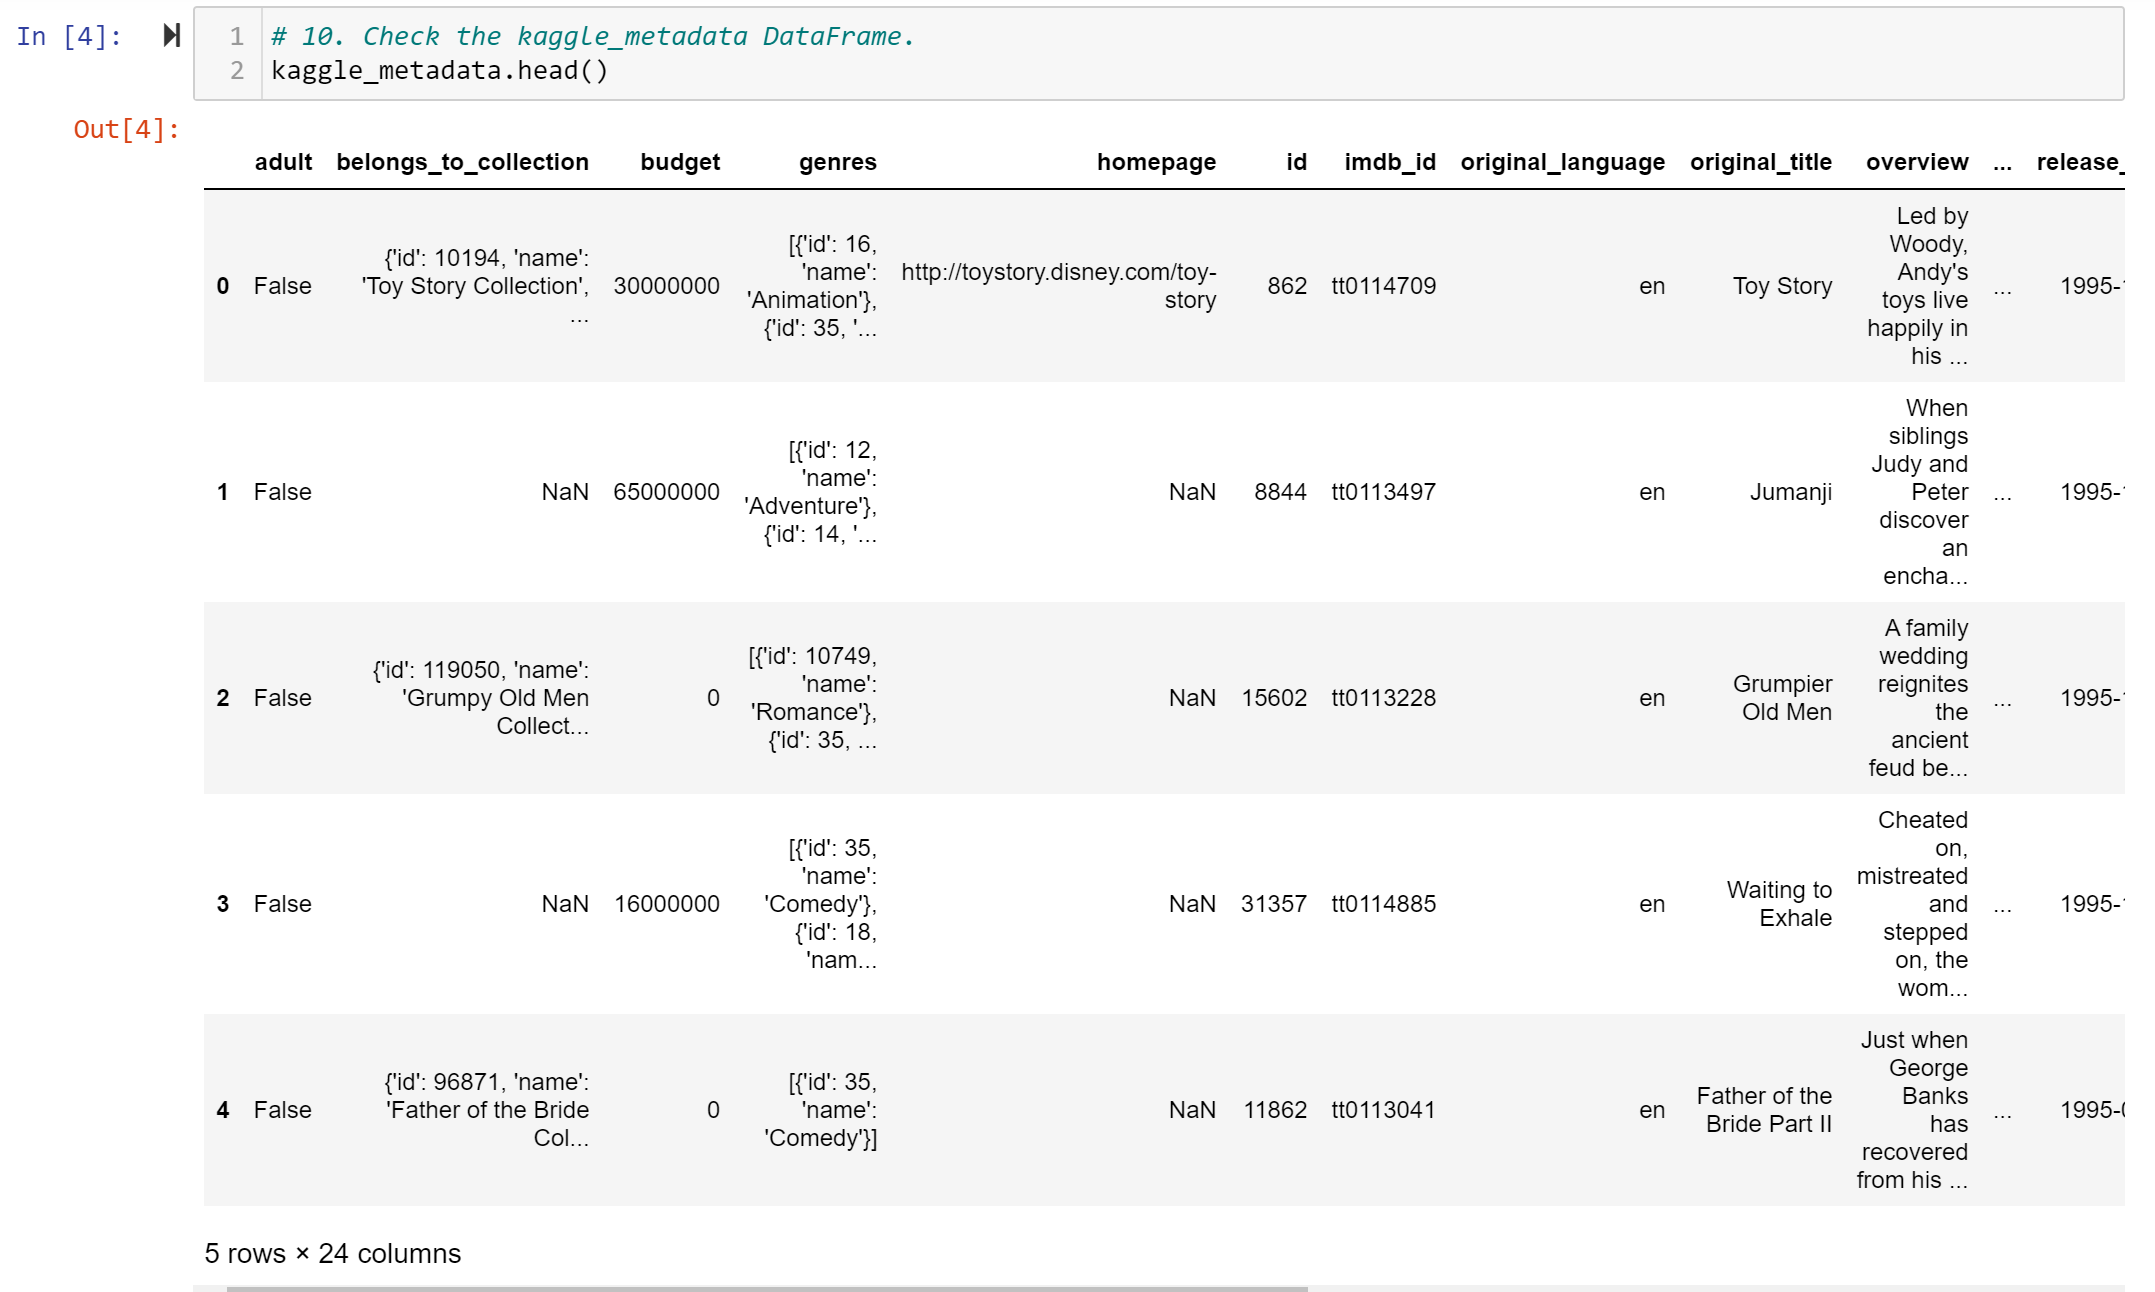 In [4]:
1 # 10. Check the kaggle_metadata DataFrame.
2 kaggle_metadata.head()
Out[4]:
adult belongs_to_collection budget genres homepage id imdb_id original_language original_title overview ... release_
0 False {'id': 10194, 'name': 'Toy Story Collection', ... 30000000 [{'id': 16, 'name': 'Animation'}, {'id': 35, '... http://toystory.disney.com/toy-story 862 tt0114709 en Toy Story Led by Woody, Andy's toys live happily in his ... ... 1995-
1 False NaN 65000000 [{'id': 12, 'name': 'Adventure'}, {'id': 14, '... NaN 8844 tt0113497 en Jumanji When siblings Judy and Peter discover an encha... ... 1995-
2 False {'id': 119050, 'name': 'Grumpy Old Men Collect... 0 [{'id': 10749, 'name': 'Romance'}, {'id': 35, ... NaN 15602 tt0113228 en Grumpier Old Men A family wedding reignites the ancient feud be... ... 1995-
3 False NaN 16000000 [{'id': 35, 'name': 'Comedy'}, {'id': 18, 'nam... NaN 31357 tt0114885 en Waiting to Exhale Cheated on, mistreated and stepped on, the wom... ... 1995-
4 False {'id': 96871, 'name': 'Father of the Bride Col... 0 [{'id': 35, 'name': 'Comedy'}] NaN 11862 tt0113041 en Father of the Bride Part II Just when George Banks has recovered from his ... ... 1995-
5 rows × 24 columns